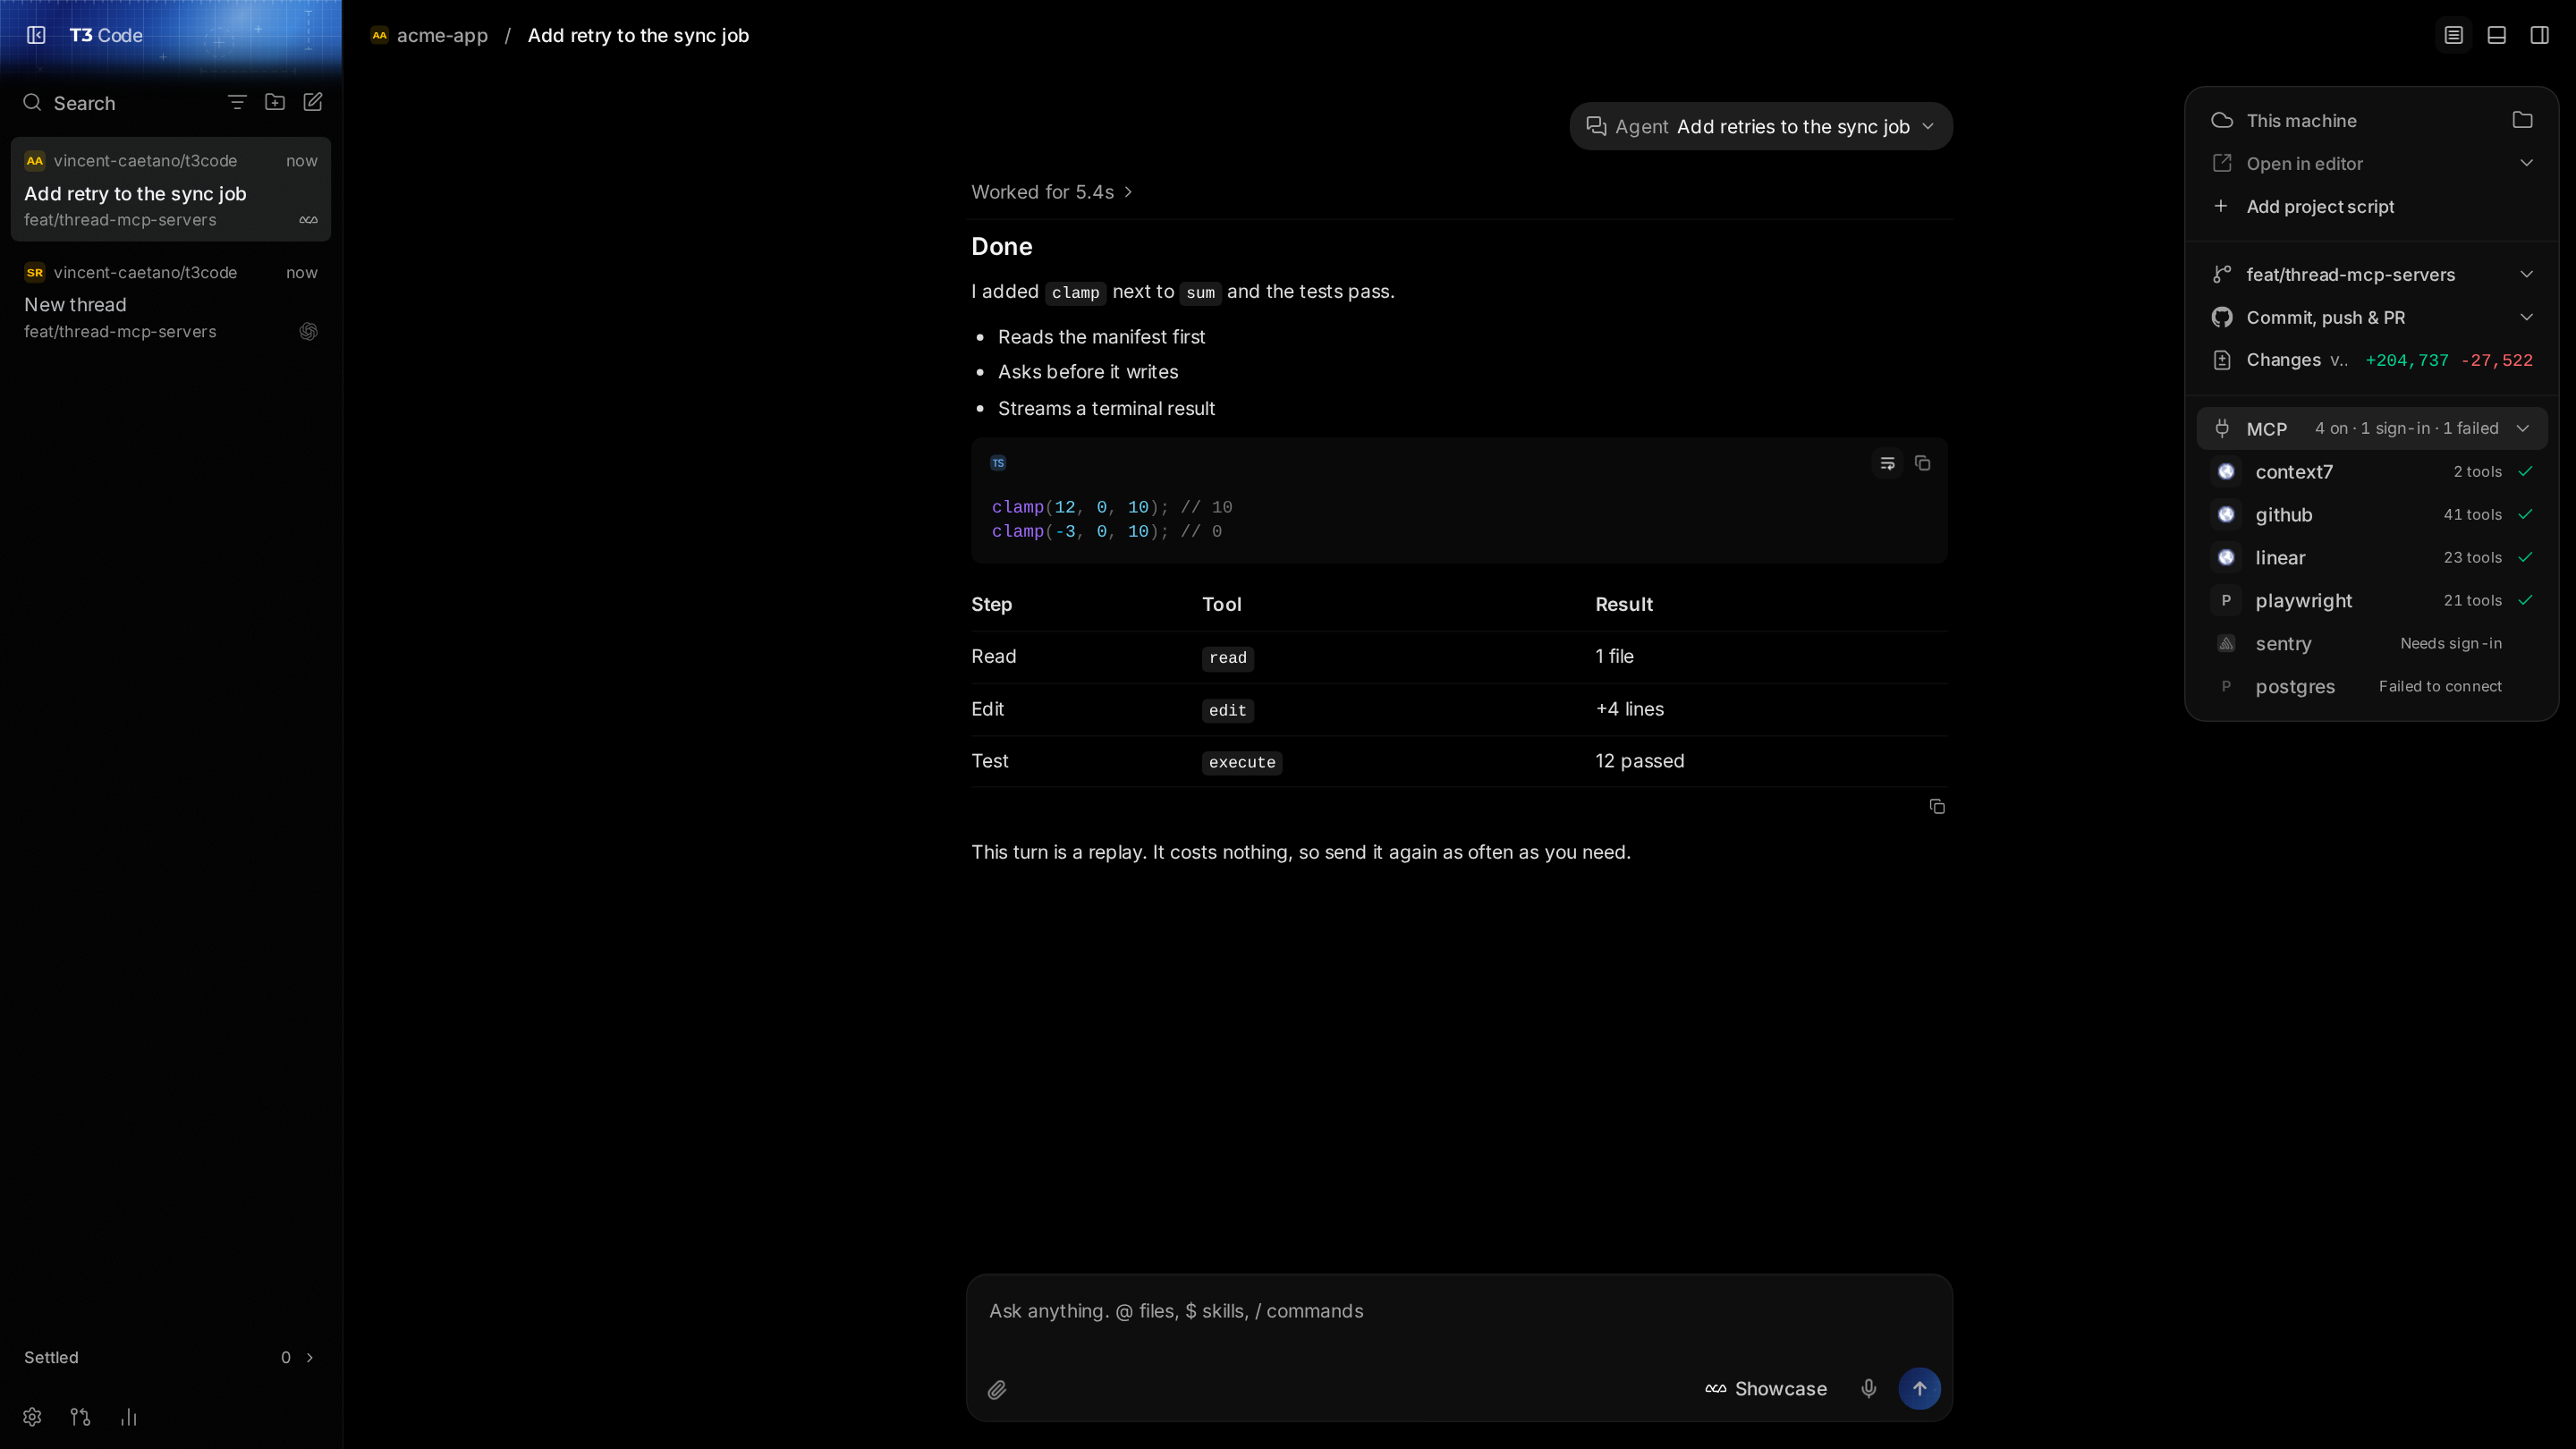 T3 Code
Search
AA vincent-caetano/t3code now
Add retry to the sync job
feat/thread-mcp-servers
SR vincent-caetano/t3code now
New thread
feat/thread-mcp-servers
Settled 0
AA acme-app / Add retry to the sync job
Agent Add retries to the sync job
Worked for 5.4s
Done
I added clamp next to sum and the tests pass.
Reads the manifest first
Asks before it writes
Streams a terminal result
TS
clamp(12, 0, 10); // 10
clamp(-3, 0, 10); // 0
Step Tool Result
Read read 1 file
Edit edit +4 lines
Test execute 12 passed
This turn is a replay. It costs nothing, so send it again as often as you need.
Ask anything. @ files, $ skills, / commands
Showcase
This machine
Open in editor
Add project script
feat/thread-mcp-servers
Commit, push & PR
Changes v.. +204,737 -27,522
MCP 4 on · 1 sign-in · 1 failed
context7 2 tools
github 41 tools
linear 23 tools
P playwright 21 tools
sentry Needs sign-in
P postgres Failed to connect